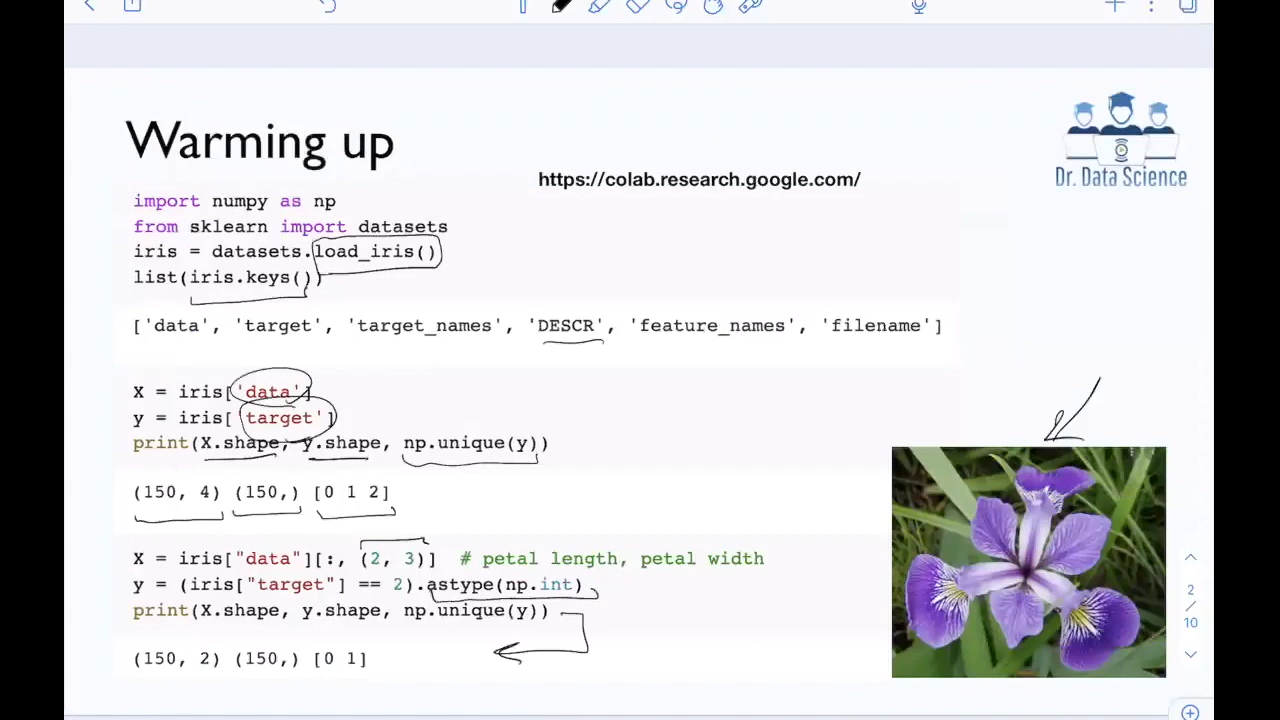 Warming up
https://colab.research.google.com/
Dr. Data Science
import numpy as np
from sklearn import datasets
iris = datasets.load_iris()
list(iris.keys())
['data', 'target', 'target_names', 'DESCR', 'feature_names', 'filename']
X = iris['data']
y = iris['target']
print(X.shape, y.shape, np.unique(y))
(150, 4) (150,) [0 1 2]
X = iris["data"][:, (2, 3)]  # petal length, petal width
y = (iris["target"] == 2).astype(np.int)
print(X.shape, y.shape, np.unique(y))
(150, 2) (150,) [0 1]
2
/
10